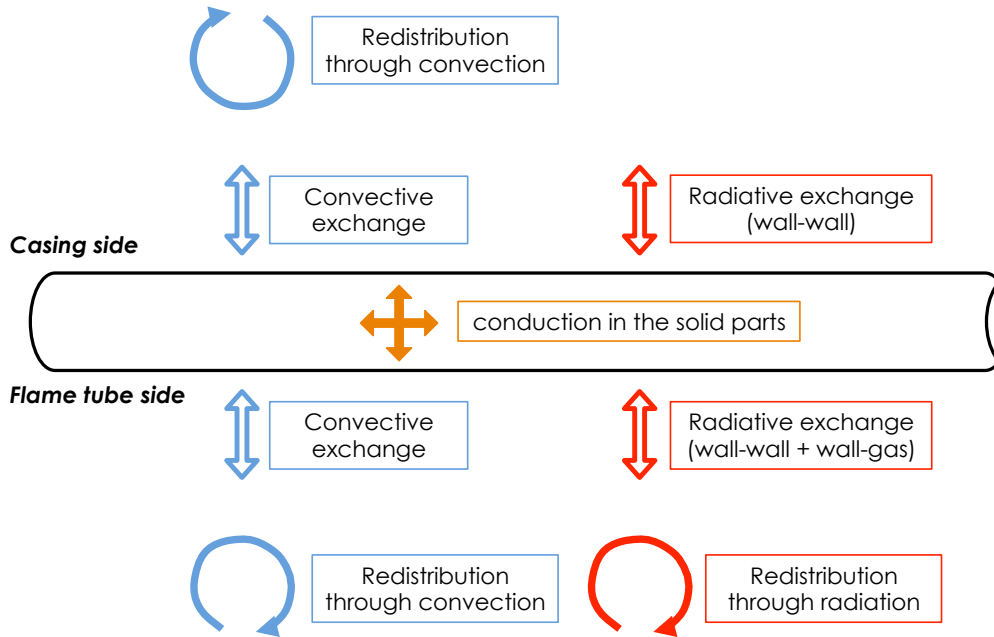 Redistribution
through convection
Convective
exchange
Radiative exchange
(wall-wall)
Casing side
conduction in the solid parts
Flame tube side
Convective
exchange
Radiative exchange
(wall-wall + wall-gas)
Redistribution
through convection
Redistribution
through radiation